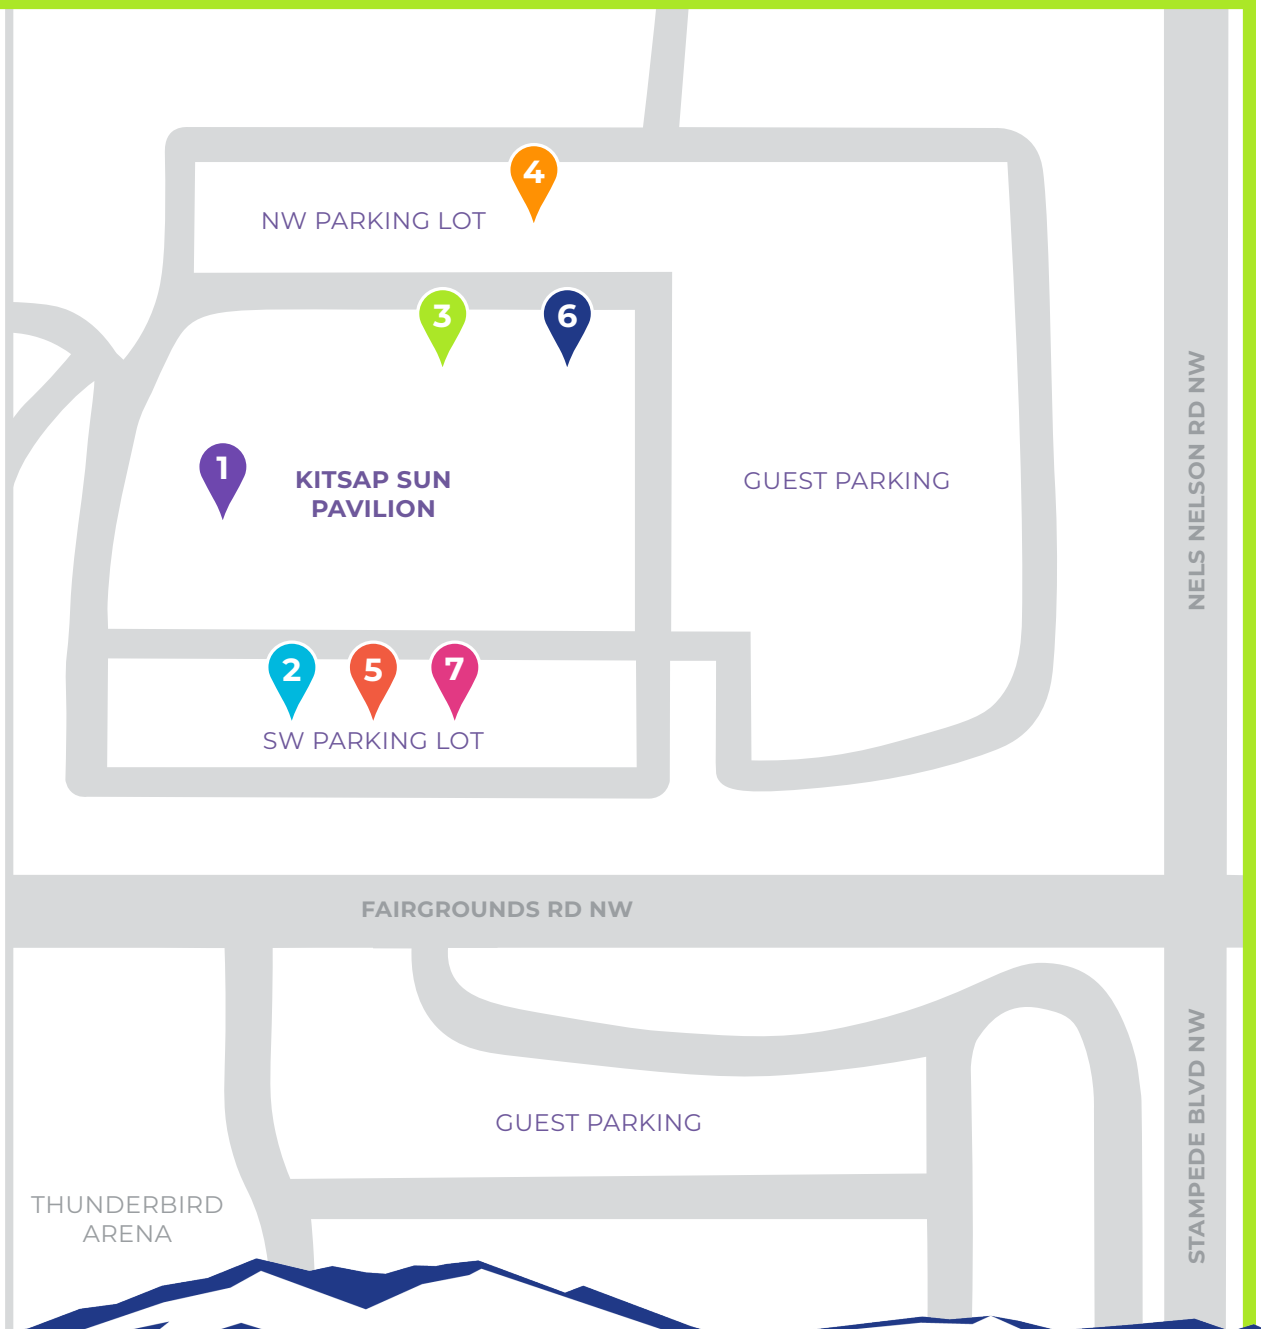 4
NW PARKING LOT
3
6
1
KITSAP SUN
PAVILION
GUEST PARKING
NELS NELSON RD NW
2
5
7
SW PARKING LOT
FAIRGROUNDS RD NW
GUEST PARKING
STAMPEDE BLVD NW
THUNDERBIRD
ARENA